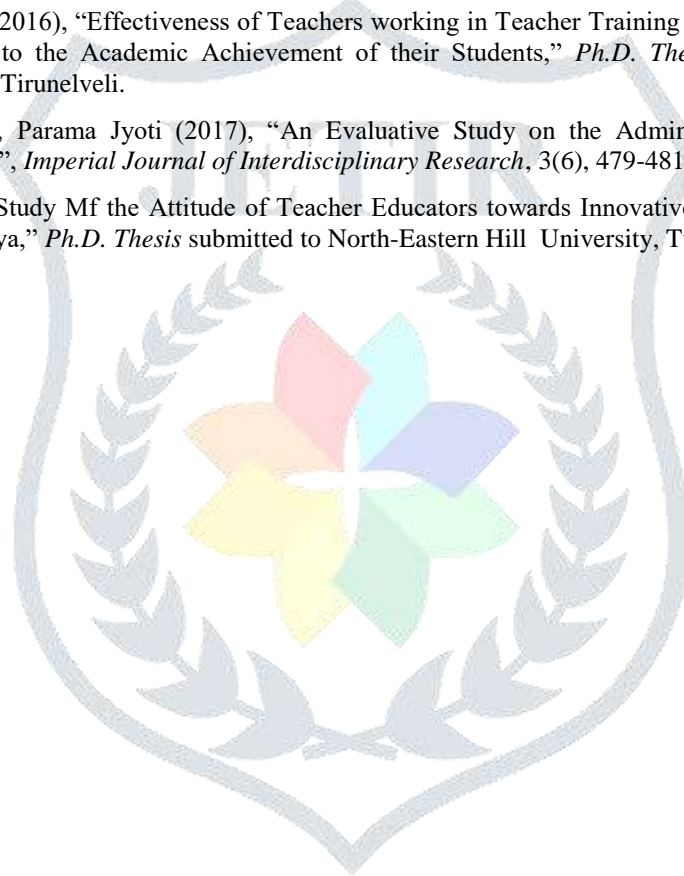 2016), “Effectiveness of Teachers working in Teacher Training
to the Academic Achievement of their Students,” Ph.D. The
Tirunelveli.
, Parama Jyoti (2017), “An Evaluative Study on the Admin
”, Imperial Journal of Interdisciplinary Research, 3(6), 479-481
Study Mf the Attitude of Teacher Educators towards Innovative
ya,” Ph.D. Thesis submitted to North-Eastern Hill University, T
JETIR